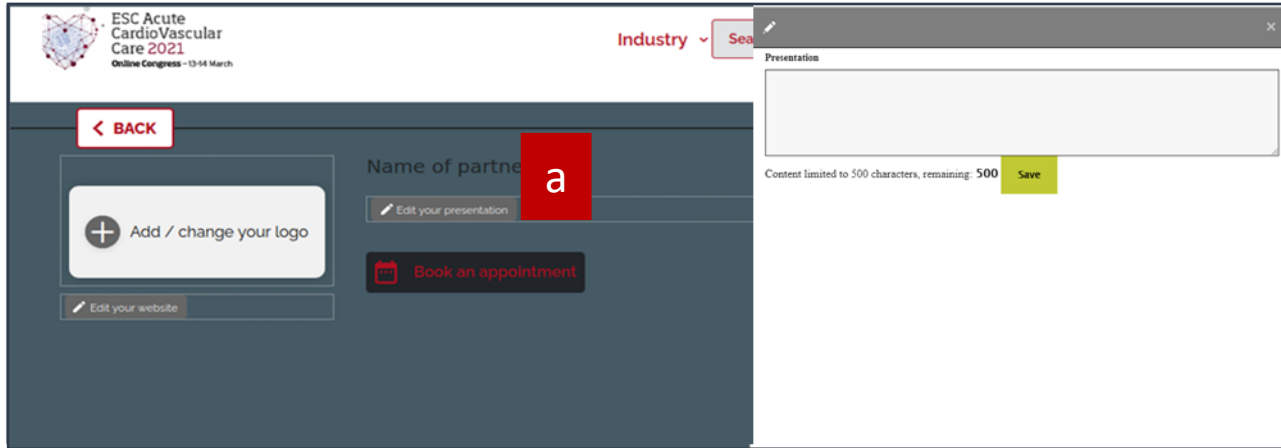 ESC Acute
CardioVascular
Care 2021
Online Congress - 13-14 March
Industry
BACK
Add / change your logo
Edit your website
Name of partne
a
Edit your presentation
Book an appointment
Presentation
Content limited to 500 characters, remaining: 500 Save